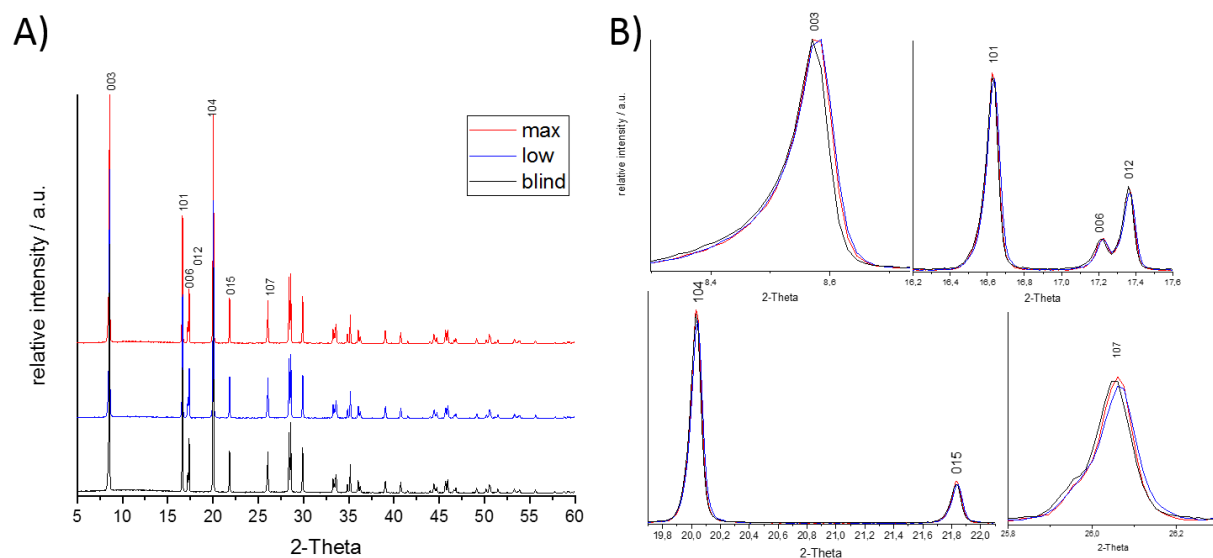 A)
003
104
101
006
012
015
107
max
low
blind
relative intensity / a.u.
5 10 15 20 25 30 35 40 45 50 55 60
2-Theta
B)
003
relative intensity / a.u.
8,4 8,6
2-Theta
101
006
012
16,2 16,4 16,6 16,8 17,0 17,2 17,4 17,6
2-Theta
104
015
19,8 20,0 20,2 20,4 20,6 20,8 21,0 21,2 21,4 21,6 21,8 22,0
2-Theta
107
25,8 26,0 26,2
2-Theta